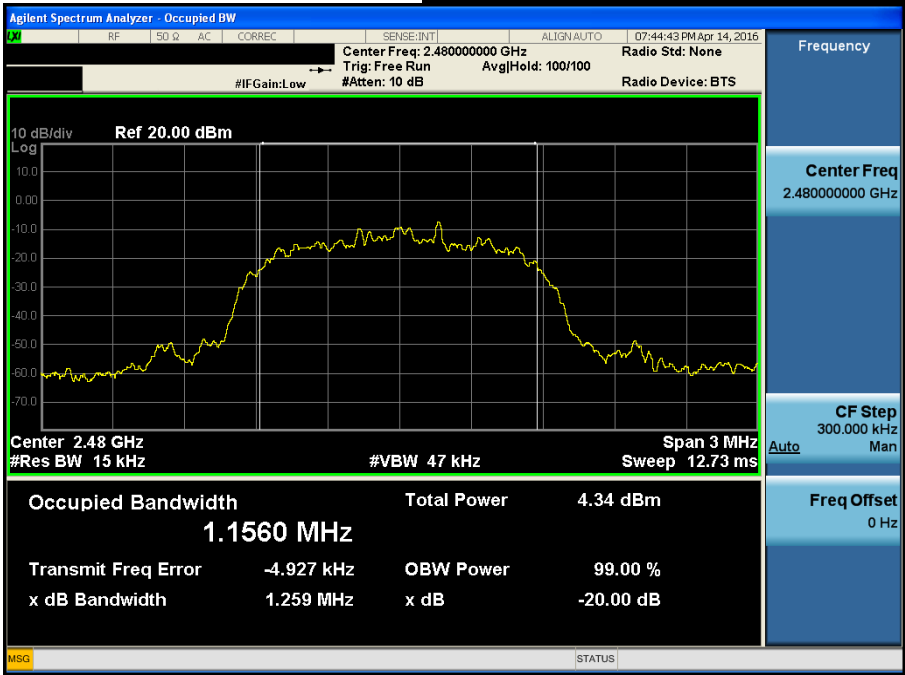 Agilent Spectrum Analyzer - Occupied BW
LXI RF 50 Ω AC CORREC SENSE:INT ALIGNAUTO 07:44:43 PM Apr 14, 2016
Center Freq: 2.480000000 GHz Radio Std: None
Trig: Free Run Avg|Hold: 100/100
#IFGain:Low #Atten: 10 dB Radio Device: BTS
Frequency
10 dB/div Ref 20.00 dBm
Log
10.0
0.00
-10.0
-20.0
-30.0
-40.0
-50.0
-60.0
-70.0
Center 2.48 GHz Span 3 MHz
#Res BW 15 kHz #VBW 47 kHz Sweep 12.73 ms
Center Freq
2.480000000 GHz
CF Step
300.000 kHz
Auto Man
Freq Offset
0 Hz
Occupied Bandwidth Total Power 4.34 dBm
1.1560 MHz
Transmit Freq Error -4.927 kHz OBW Power 99.00 %
x dB Bandwidth 1.259 MHz x dB -20.00 dB
MSG STATUS